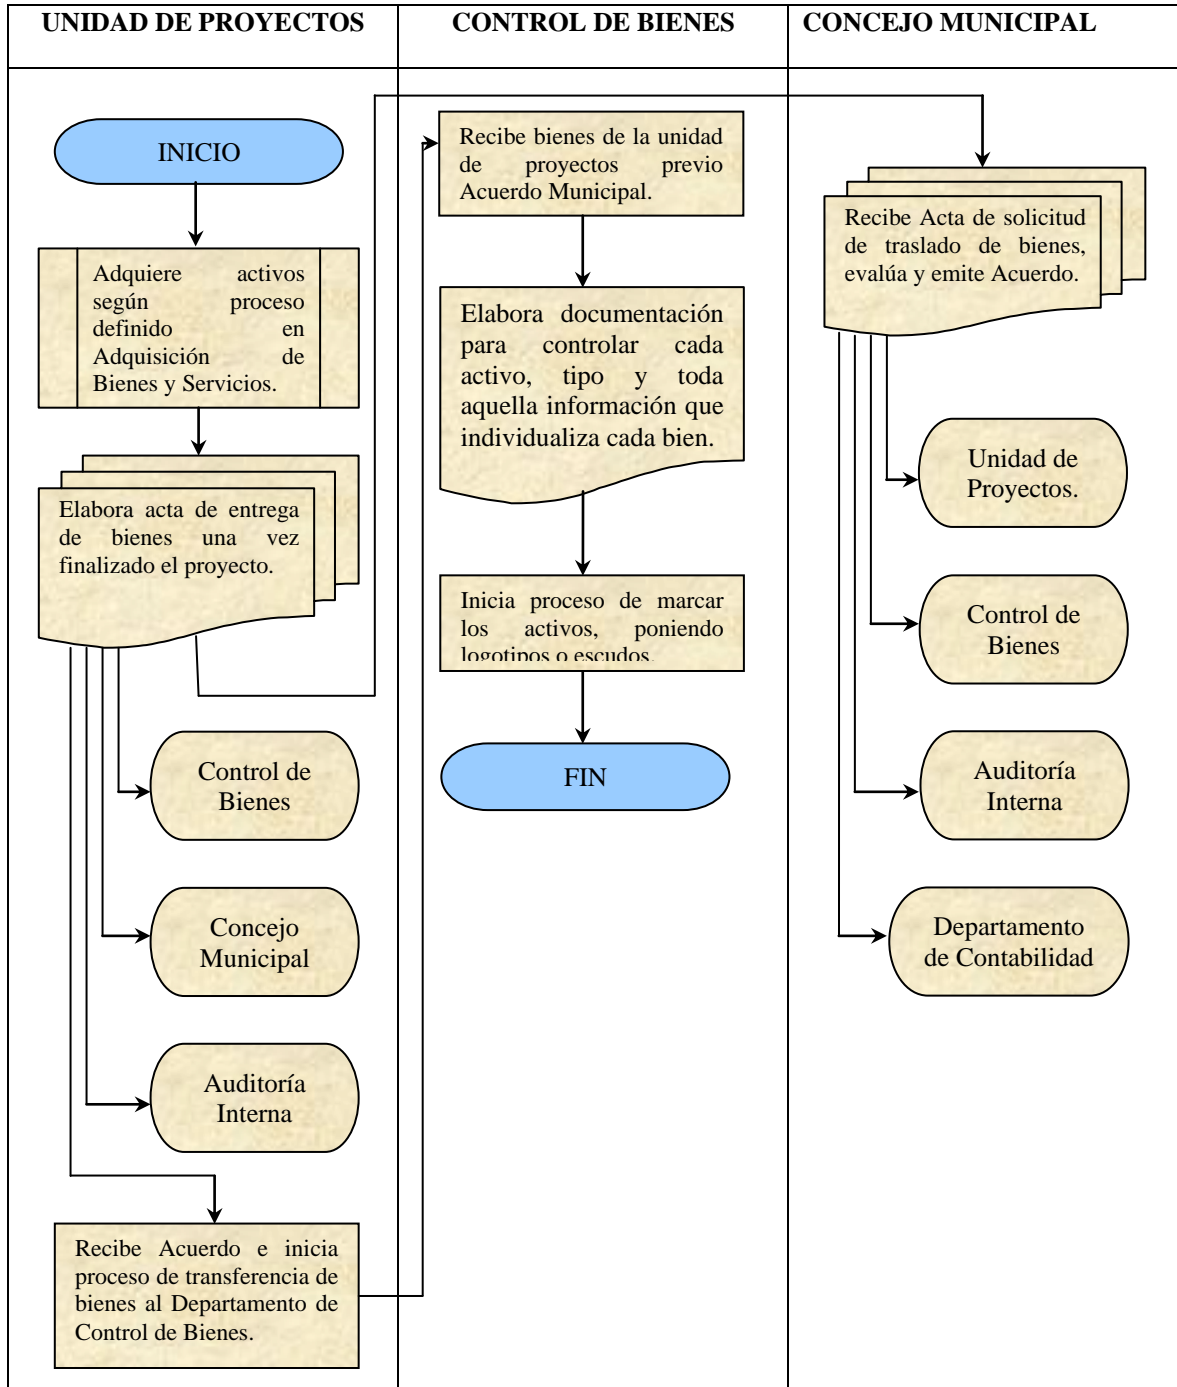 UNIDAD DE PROYECTOS
CONTROL DE BIENES
CONCEJO MUNICIPAL
INICIO
Adquiere activos
según proceso
definido en
Adquisición de
Bienes y Servicios.
Elabora acta de entrega
de bienes una vez
finalizado el proyecto.
Control de
Bienes
Concejo
Municipal
Auditoría
Interna
Recibe Acuerdo e inicia
proceso de transferencia de
bienes al Departamento de
Control de Bienes.
Recibe bienes de la unidad
de proyectos previo
Acuerdo Municipal.
Elabora documentación
para controlar cada
activo, tipo y toda
aquella información que
individualiza cada bien.
Inicia proceso de marcar
los activos, poniendo
logotipos o escudos.
FIN
Recibe Acta de solicitud
de traslado de bienes,
evalúa y emite Acuerdo.
Unidad de
Proyectos.
Control de
Bienes
Auditoría
Interna
Departamento
de Contabilidad